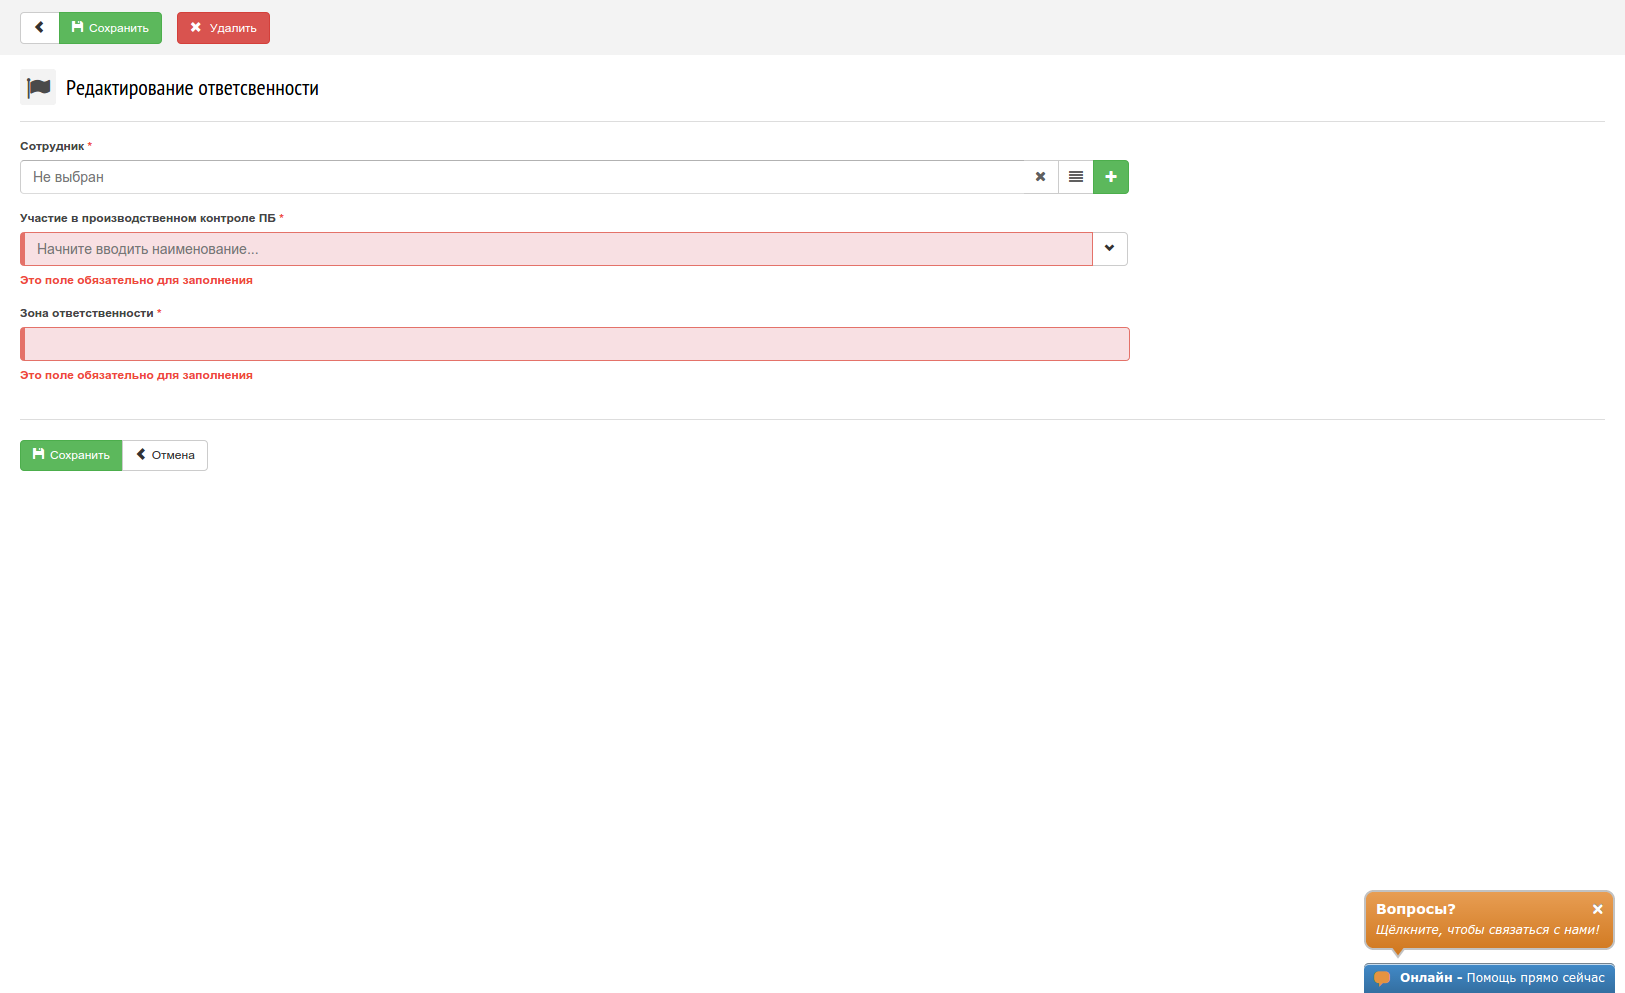 Сохранить
Удалить
Редактирование ответсвенности
Сотрудник *
Не выбран
Участие в производственном контроле ПБ *
Начните вводить наименование...
Это поле обязательно для заполнения
Зона ответственности *
Это поле обязательно для заполнения
Сохранить
Отмена
Вопросы?
Щёлкните, чтобы связаться с нами!
Онлайн - Помощь прямо сейчас